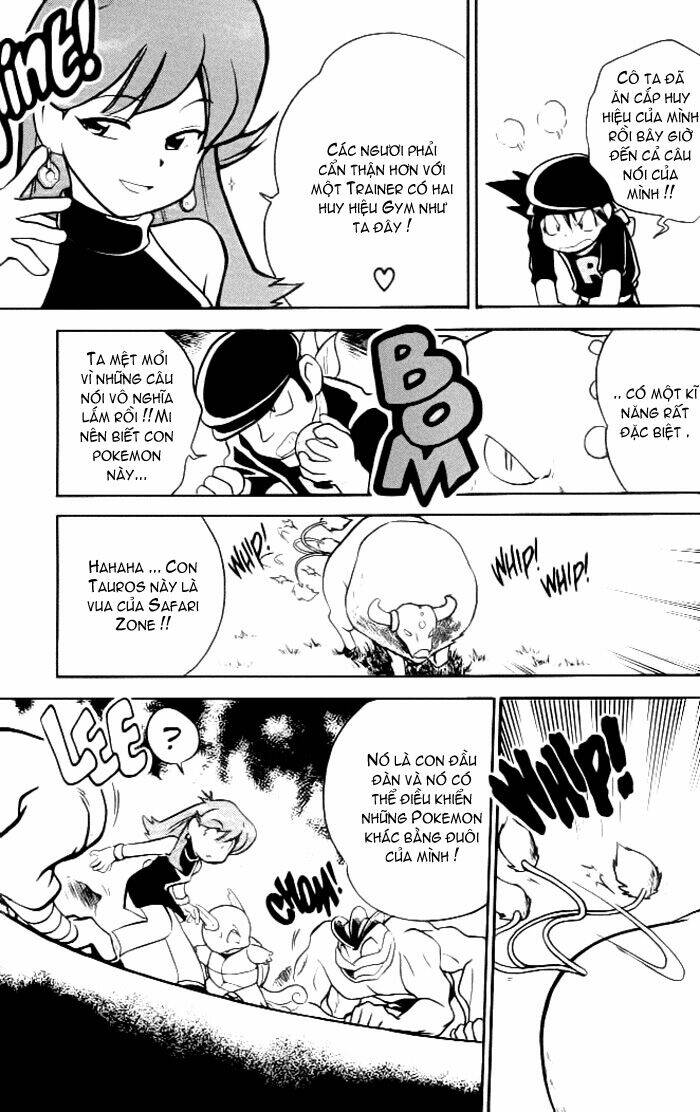 CÁC NGƯƠI PHẢI
CẨN THẬN HƠN VỚI
MỘT TRAINER CÓ HAI
HUY HIỆU GYM NHƯ
TA ĐÂY !
CÔ TA ĐÃ
ĂN CẮP HUY
HIỆU CỦA MÌNH
RỒI BÂY GIỜ
ĐẾN CẢ CÂU
NÓI CỦA
MÌNH !!
R
TA MỆT MỎI
VÌ NHỮNG CÂU
NÓI VÔ NGHĨA
LẮM RỒI !!MI
NÊN BIẾT CON
POKEMON
NÀY...
BOM
.. CÓ MỘT KĨ
NĂNG RẤT
ĐẶC BIỆT .
HAHAHA ... CON
TAUROS NÀY LÀ
VUA CỦA SAFARI
ZONE !!
WHIP!
WHIP!
WHIP!
LEE
?
CHOM!
NÓ LÀ CON ĐẦU
ĐÀN VÀ NÓ CÓ
THỂ ĐIỀU KHIỂN
NHỮNG POKEMON
KHÁC BẰNG ĐUÔI
CỦA MÌNH !
WHIP!